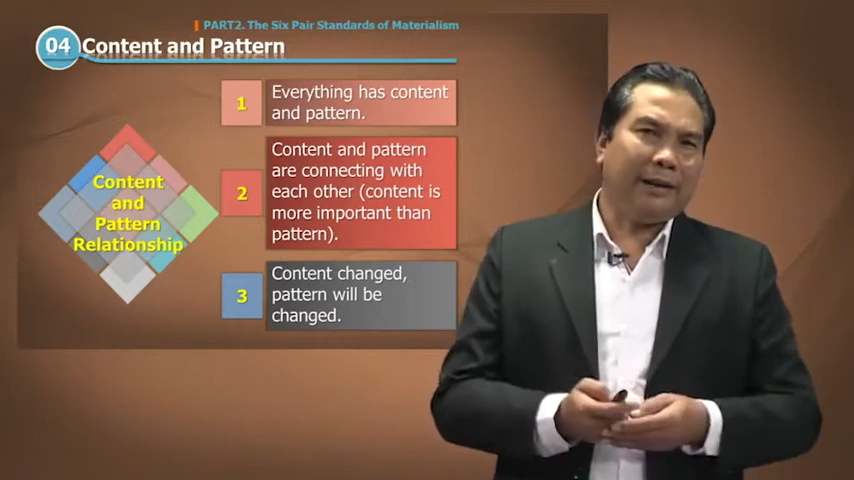 PART2. The Six Pair Standards of Materialism
04 Content and Pattern
Content
and
Pattern
Relationship
1
Everything has content
and pattern.
2
Content and pattern
are connecting with
each other (content is
more important than
pattern).
3
Content changed,
pattern will be
changed.